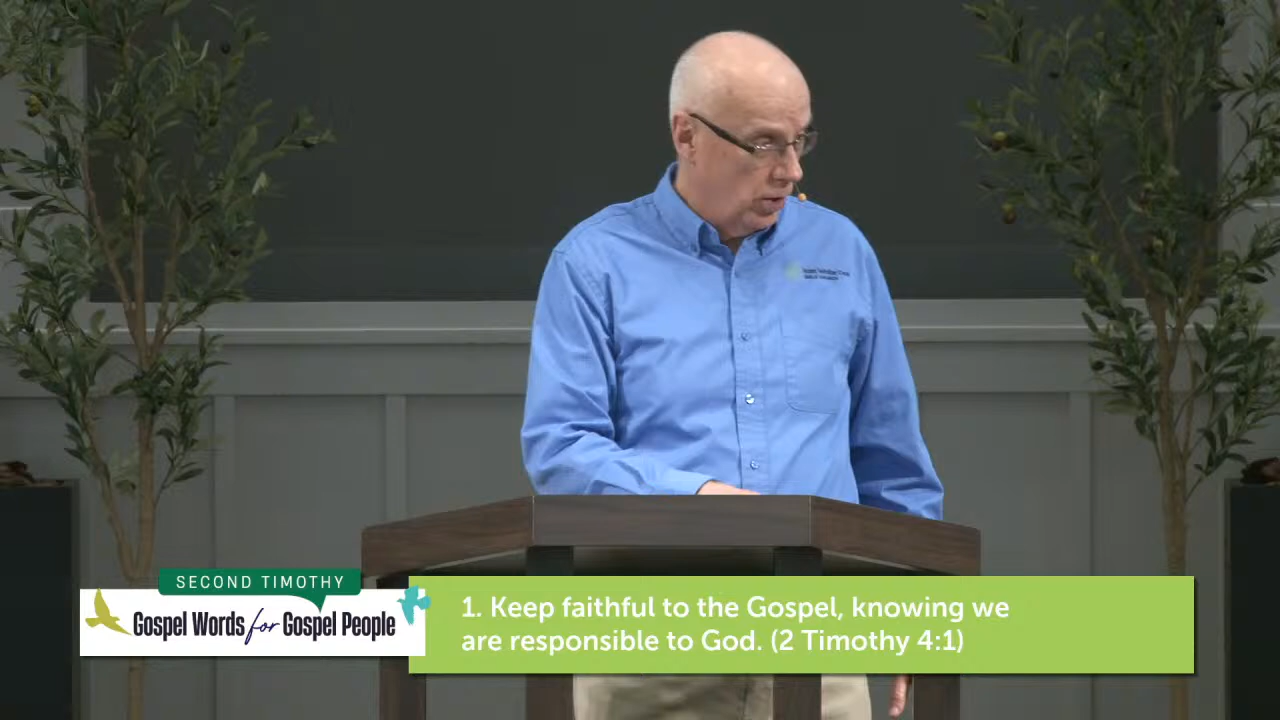 SECOND TIMOTHY
Gospel Words for Gospel People
1. Keep faithful to the Gospel, knowing we
are responsible to God. (2 Timothy 4:1)